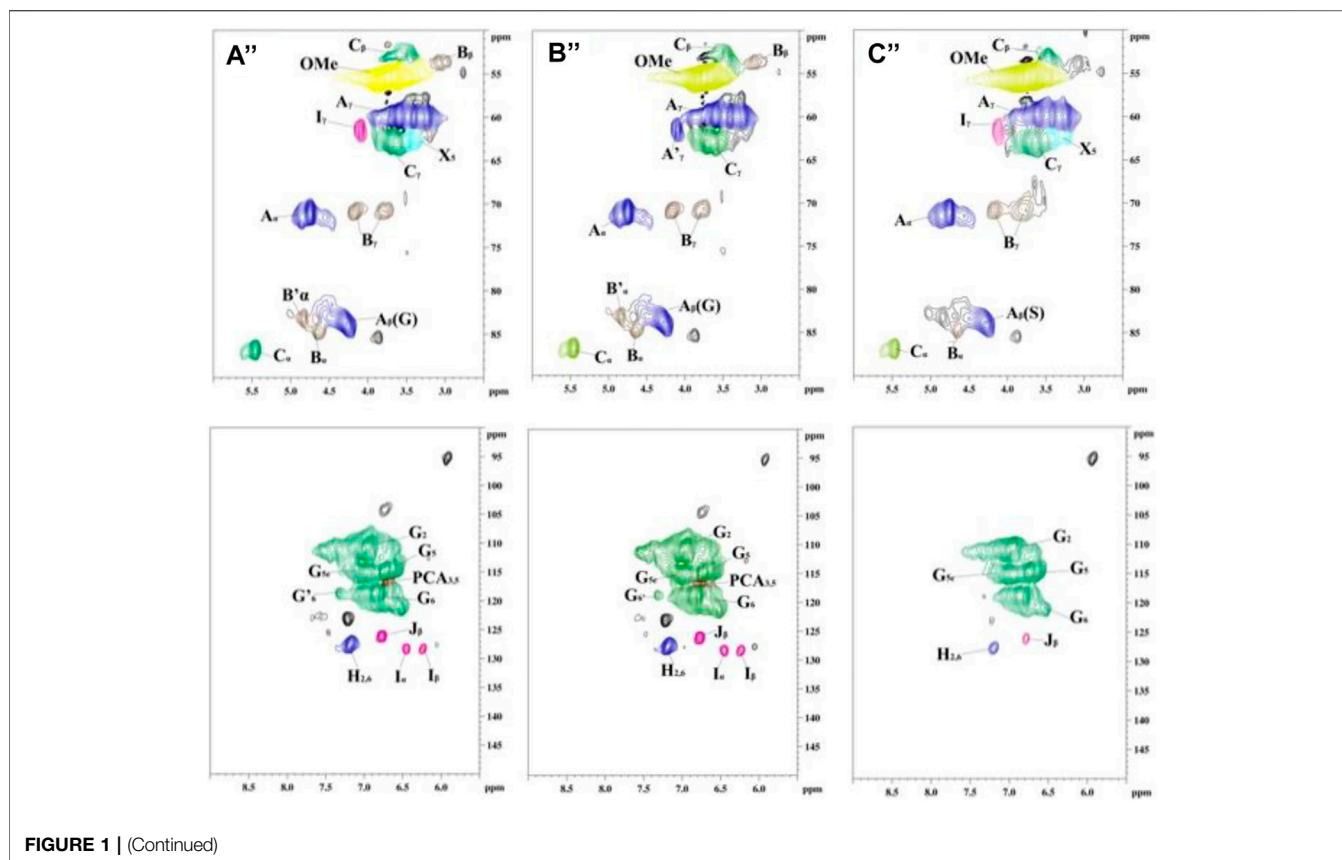 A’’
Cβ
Bβ
OMe
Aγ
Iγ
X₅
Cγ
Aα
Bγ
B’α
Aβ(G)
Cα
Bα
ppm
55
60
65
70
75
80
85
5.5 5.0 4.5 4.0 3.5 3.0 ppm
B’’
Cβ
Bβ
OMe
Aγ
A’γ
Cγ
Aα
Bγ
B’α
Aβ(G)
Cα
Bα
ppm
55
60
65
70
75
80
85
5.5 5.0 4.5 4.0 3.5 3.0 ppm
C’’
Cβ
OMe
Aγ
Iγ
X₅
Cγ
Aα
Bγ
Aβ(S)
Cα
Bα
ppm
55
60
65
70
75
80
85
5.5 5.0 4.5 4.0 3.5 3.0 ppm
G₂
G₅
G₅ₑ
PCA₃,₅
G’₆
G₆
Jβ
H₂,₆
Iα
Iβ
ppm
95
100
105
110
115
120
125
130
135
140
145
8.5 8.0 7.5 7.0 6.5 6.0 ppm
G₂
G₅
G₅ₑ
PCA₃,₅
G₆’
G₆
Jβ
H₂,₆
Iα
Iβ
ppm
95
100
105
110
115
120
125
130
135
140
145
8.5 8.0 7.5 7.0 6.5 6.0 ppm
G₂
G₅ₑ
G₅
G₆
Jβ
H₂,₆
ppm
95
100
105
110
115
120
125
130
135
140
145
8.5 8.0 7.5 7.0 6.5 6.0 ppm
FIGURE 1 | (Continued)